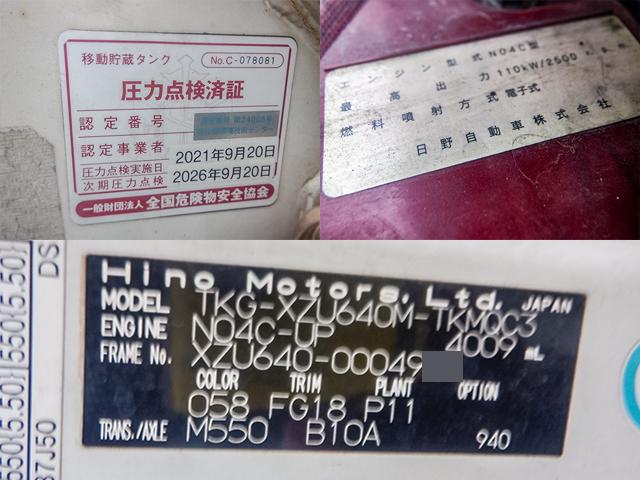 移動貯蔵タンク No.C-078081
圧力点検済証
認定番号
認定事業者
圧力点検実施日 2021年9月20日
次期圧力点検 2026年9月20日
一般財団法人 全国危険物安全協会
エンジン型式 N04C型
最高出力 110kW/2500
燃料噴射方式 電子式
日野自動車株式会社
550(5.50)
550(5.50)
DS
87J50
Hino Motors, Ltd. JAPAN
MODEL TKG-XZU640M-TKMQC3
ENGINE N04C-UP 4009 mL
FRAME No. XZU640-00049
COLOR TRIM PLANT OPTION
058 FG18 P11
TRANS./AXLE M550 B10A 940